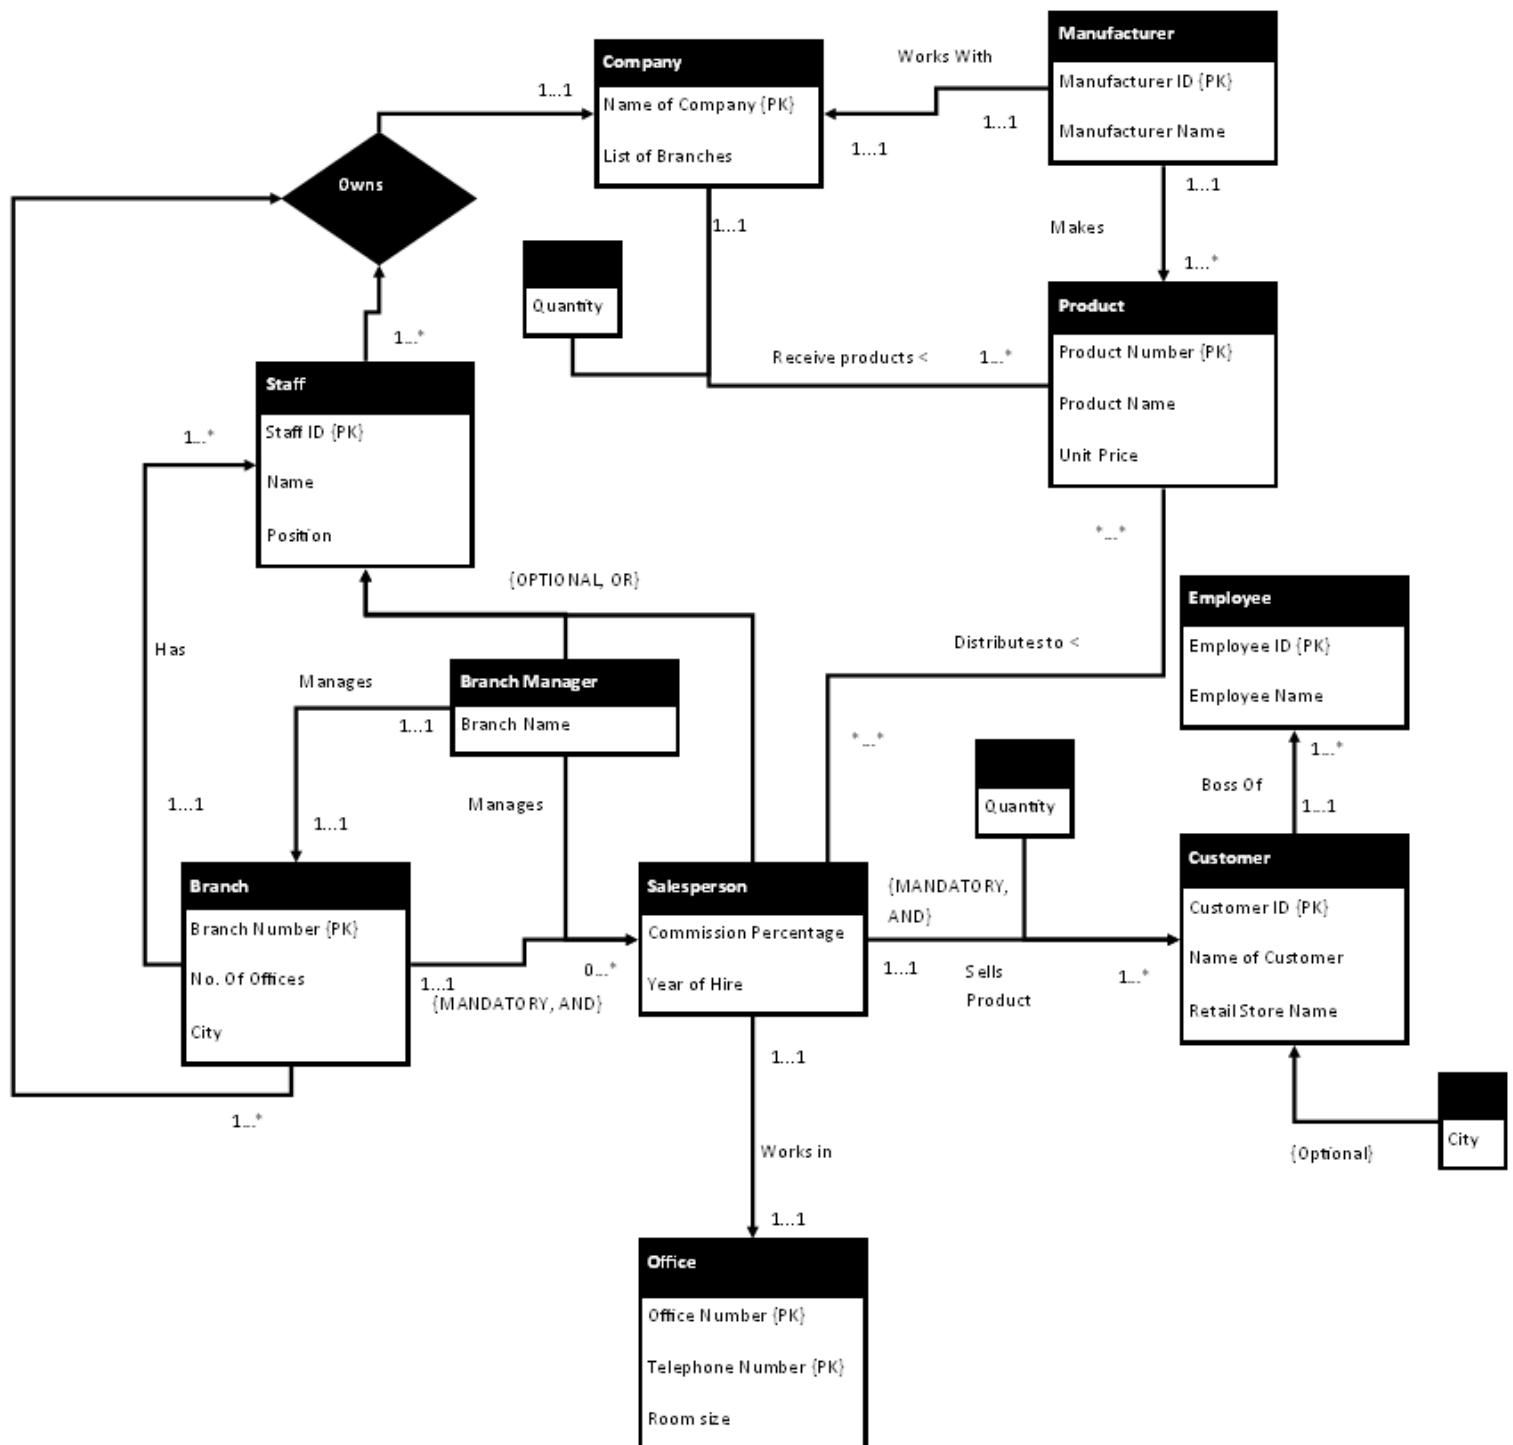 Manufacturer
Manufacturer ID {PK}
Manufacturer Name
Works With
1...1
1...1
Company
Name of Company {PK}
List of Branches
1...1
Owns
1...1
1...1
Makes
1...*
Quantity
Product
Product Number {PK}
Product Name
Unit Price
Receive products <
1...*
1...*
Staff
Staff ID {PK}
Name
Position
1...*
*...*
{OPTIONAL, OR}
Employee
Employee ID {PK}
Employee Name
Has
Distributesto <
Manages
Branch Manager
Branch Name
1...1
*...*
1...*
Boss Of
1...1
Quantity
Manages
1...1
1...1
Branch
Branch Number {PK}
No. Of Offices
City
Salesperson
Commission Percentage
Year of Hire
{MANDATORY,
AND}
Customer
Customer ID {PK}
Name of Customer
Retail Store Name
1...1
0...*
{MANDATORY, AND}
1...1
Sells
Product
1...*
1...1
1...*
Works in
{Optional}
City
1...1
Office
Office Number {PK}
Telephone Number {PK}
Room size